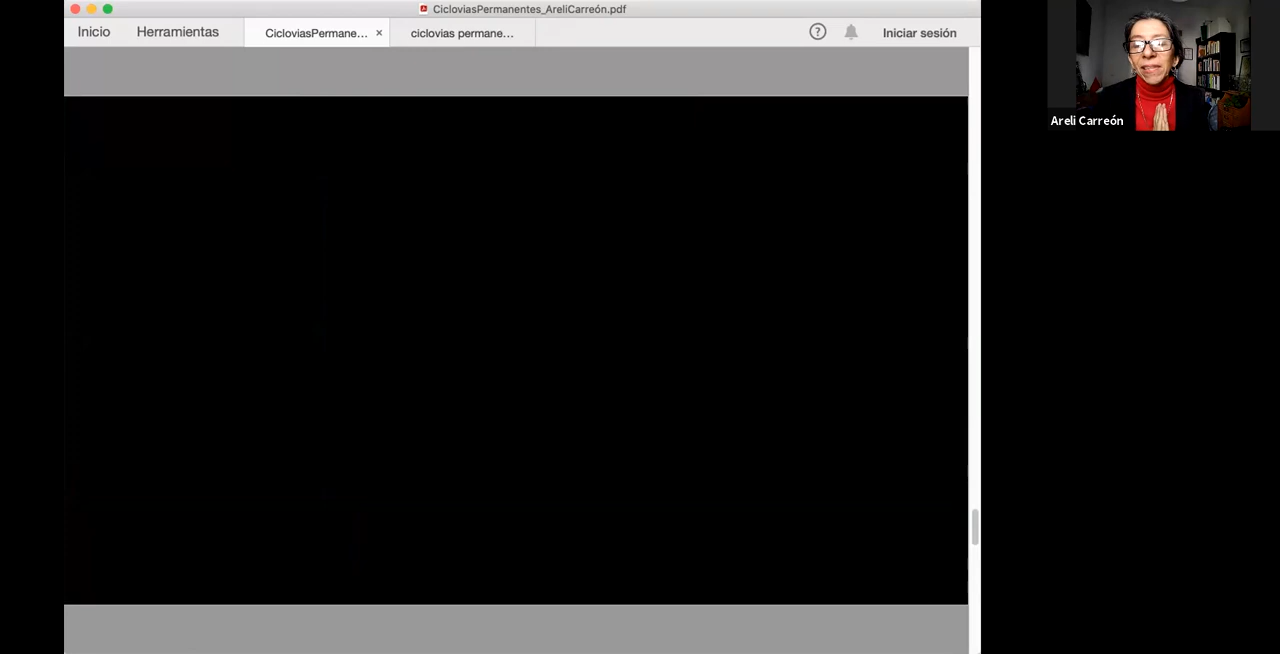 CicloviasPermanentes_AreliCarreón.pdf
Inicio
Herramientas
CicloviasPermane... ×
ciclovias permane...
?
Iniciar sesión
Areli Carreón